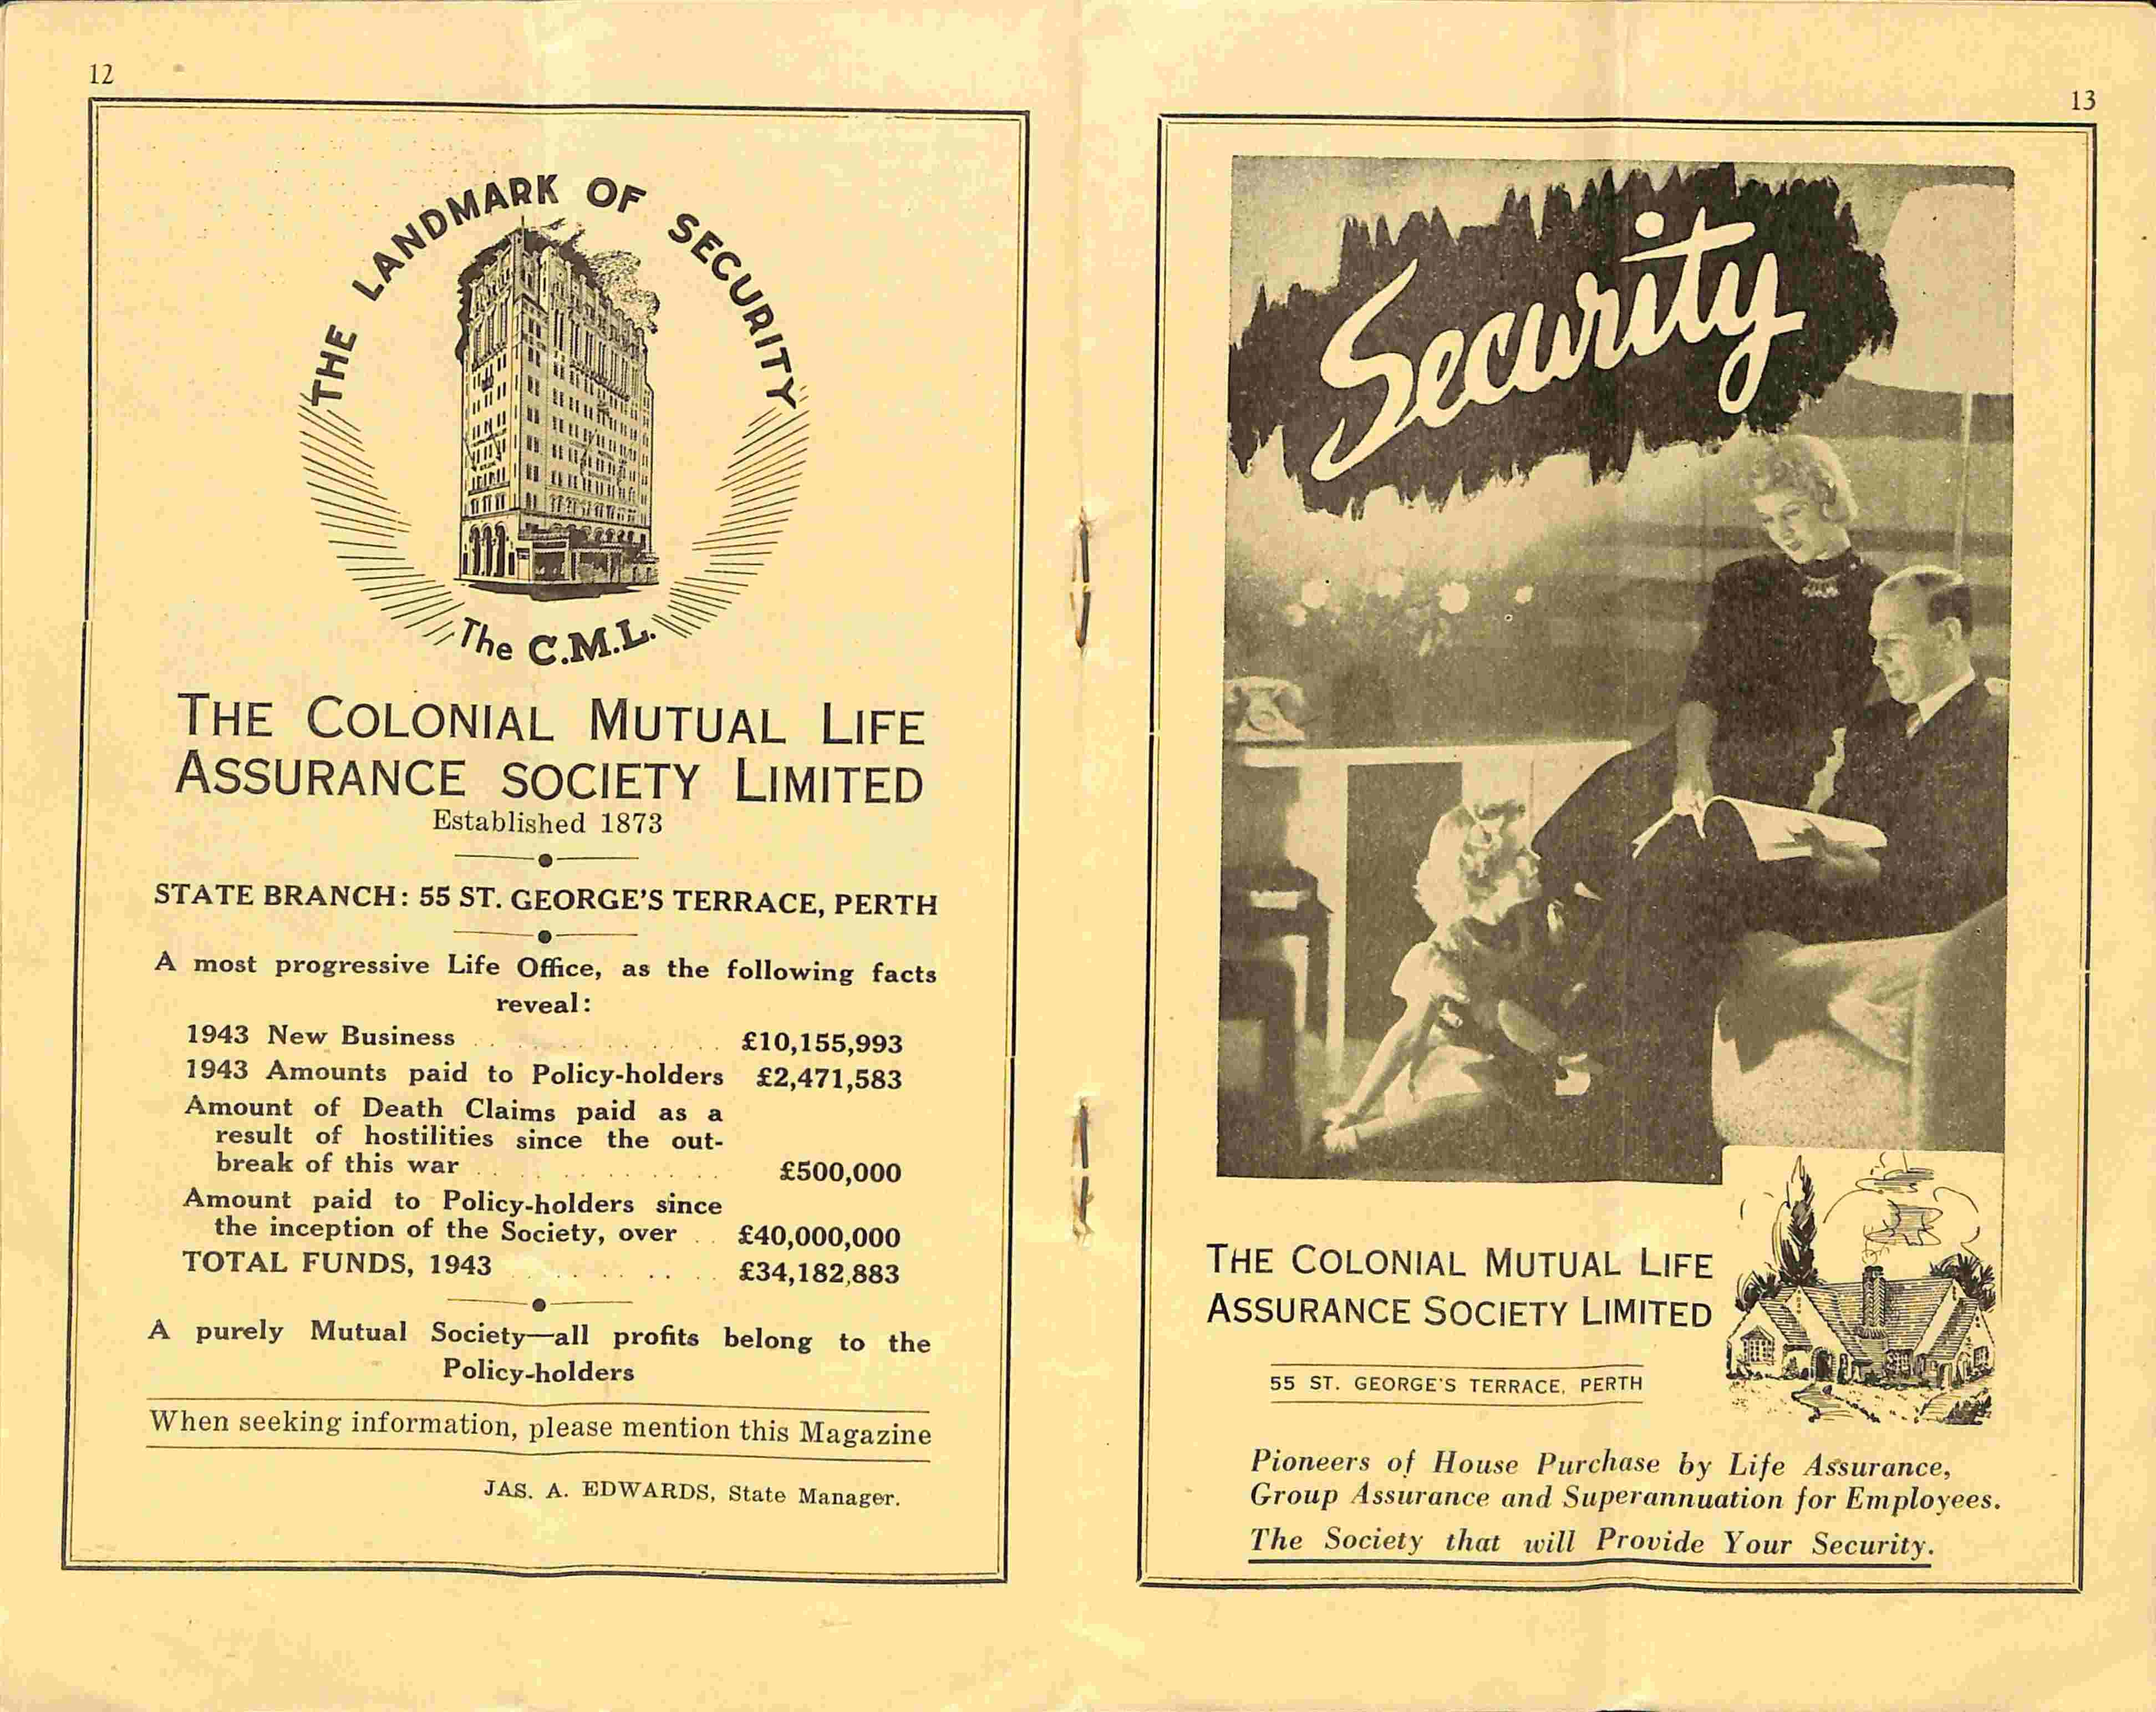 12
THE LANDMARK OF SECURITY
The C.M.L.
THE COLONIAL MUTUAL LIFE
ASSURANCE SOCIETY LIMITED
Established 1873
STATE BRANCH: 55 ST. GEORGE'S TERRACE, PERTH
A most progressive Life Office, as the following facts
reveal:
1943 New Business . . . . . . . . . . £10,155,993
1943 Amounts paid to Policy-holders £2,471,583
Amount of Death Claims paid as a
result of hostilities since the out-
break of this war . . . . . . . . . . £500,000
Amount paid to Policy-holders since
the inception of the Society, over . . £40,000,000
TOTAL FUNDS, 1943 . . . . . . . . £34,182,883
A purely Mutual Society—all profits belong to the
Policy-holders
When seeking information, please mention this Magazine
JAS. A. EDWARDS, State Manager.
13
Security
THE COLONIAL MUTUAL LIFE
ASSURANCE SOCIETY LIMITED
55 ST. GEORGE'S TERRACE, PERTH
Pioneers of House Purchase by Life Assurance,
Group Assurance and Superannuation for Employees.
The Society that will Provide Your Security.